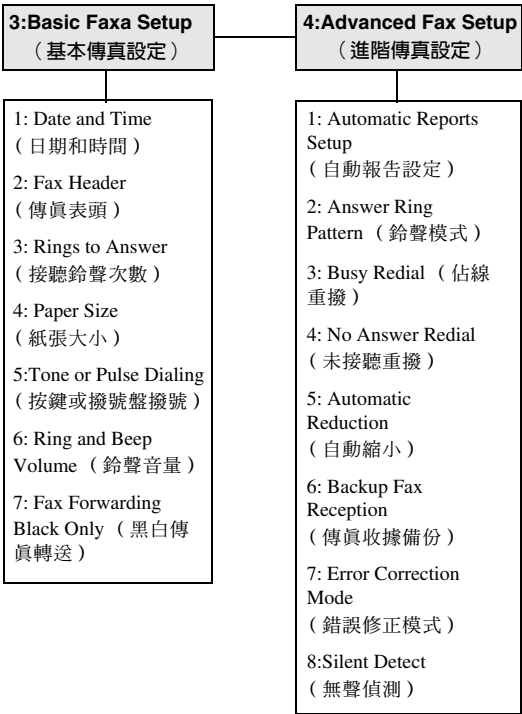 3:Basic Faxa Setup
（基本傳真設定）
1: Date and Time
（日期和時間）
2: Fax Header
（傳真表頭）
3: Rings to Answer
（接聽鈴聲次數）
4: Paper Size
（紙張大小）
5:Tone or Pulse Dialing
（按鍵或撥號盤撥號）
6: Ring and Beep
Volume （鈴聲音量）
7: Fax Forwarding
Black Only （黑白傳
真轉送）
4:Advanced Fax Setup
（進階傳真設定）
1: Automatic Reports
Setup
（自動報告設定）
2: Answer Ring
Pattern （鈴聲模式）
3: Busy Redial （佔線
重撥）
4: No Answer Redial
（未接聽重撥）
5: Automatic
Reduction
（自動縮小）
6: Backup Fax
Reception
（傳真收據備份）
7: Error Correction
Mode
（錯誤修正模式）
8:Silent Detect
（無聲偵測）